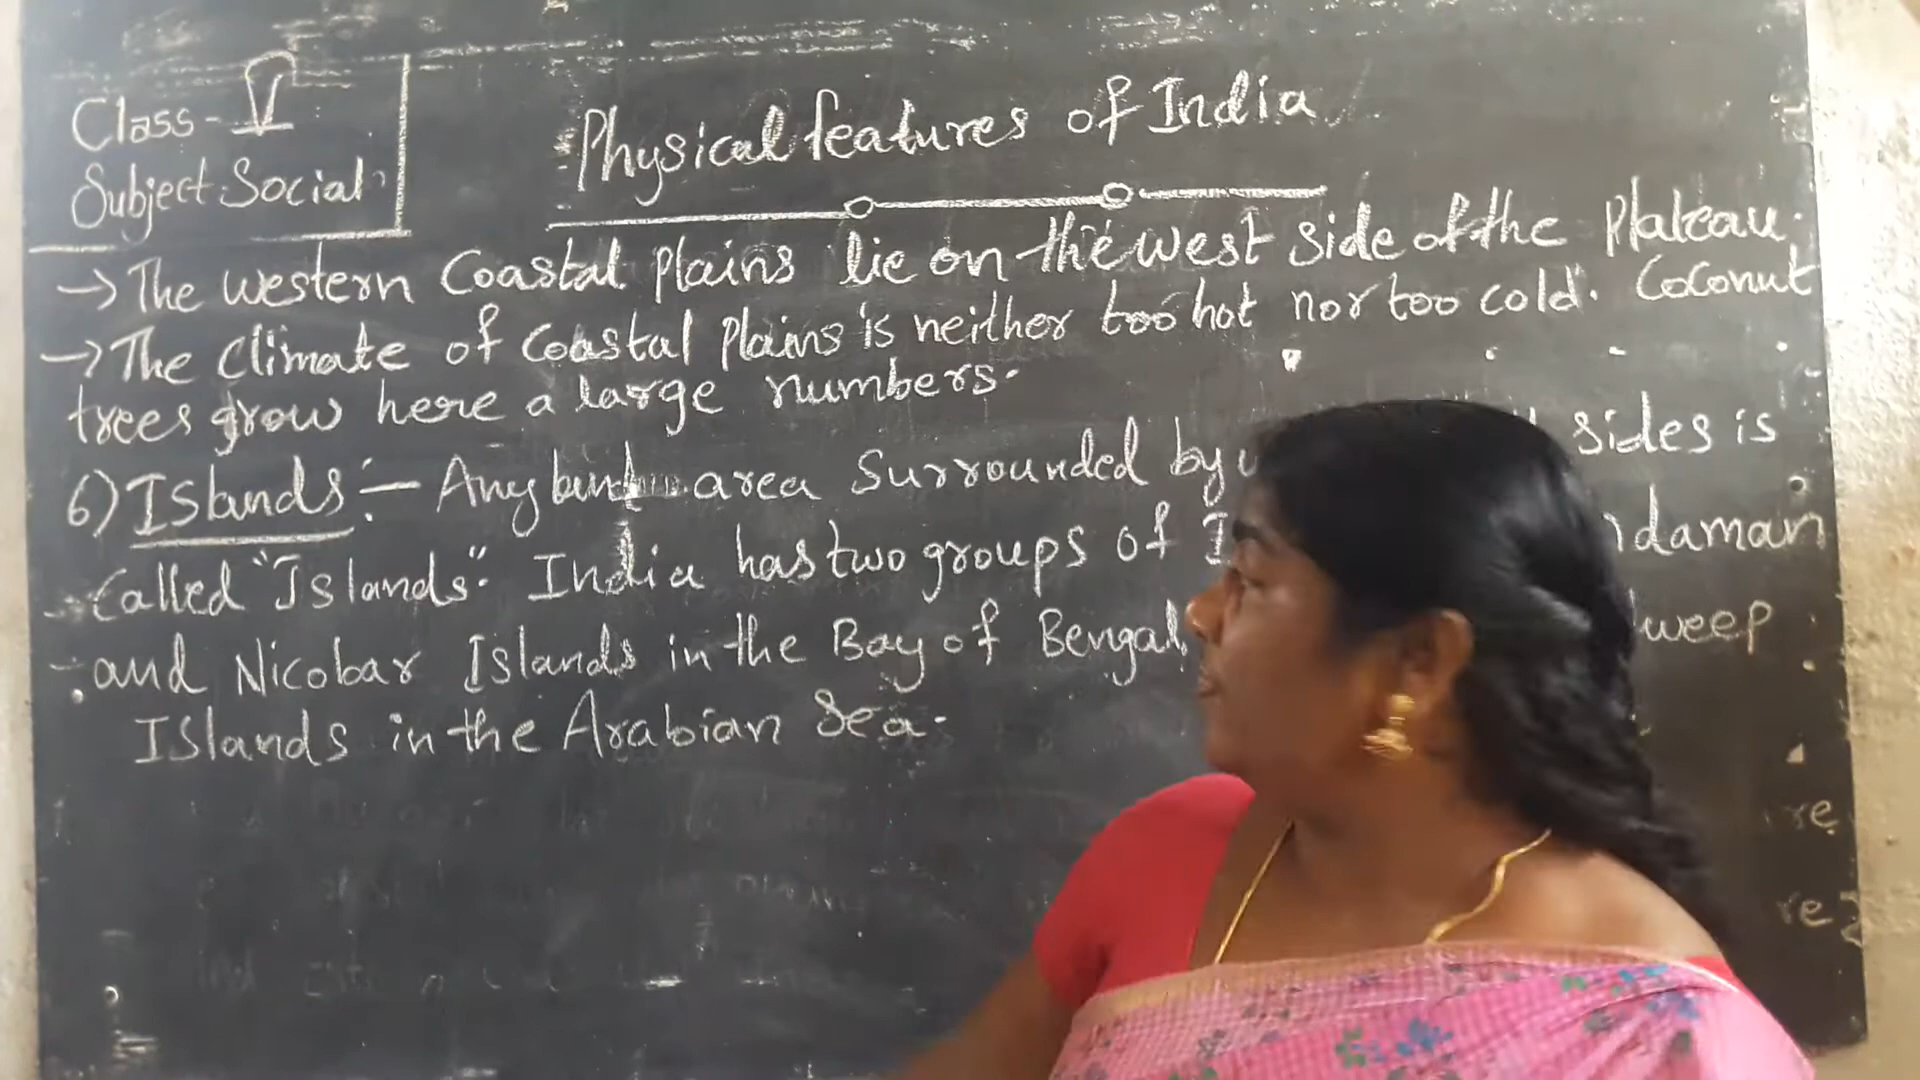 Class - V
Subject: Social
Physical features of India
→ The western Coastal plains lie on the west side of the Plateau.
→ The climate of coastal plains is neither too hot nor too cold. Coconut
trees grow here a large numbers.
6) Islands :- Any area surrounded by sides is
Called "Islands". India has two groups of
and Nicobar Islands in the Bay of Bengal,
Islands in the Arabian Sea.
re
re